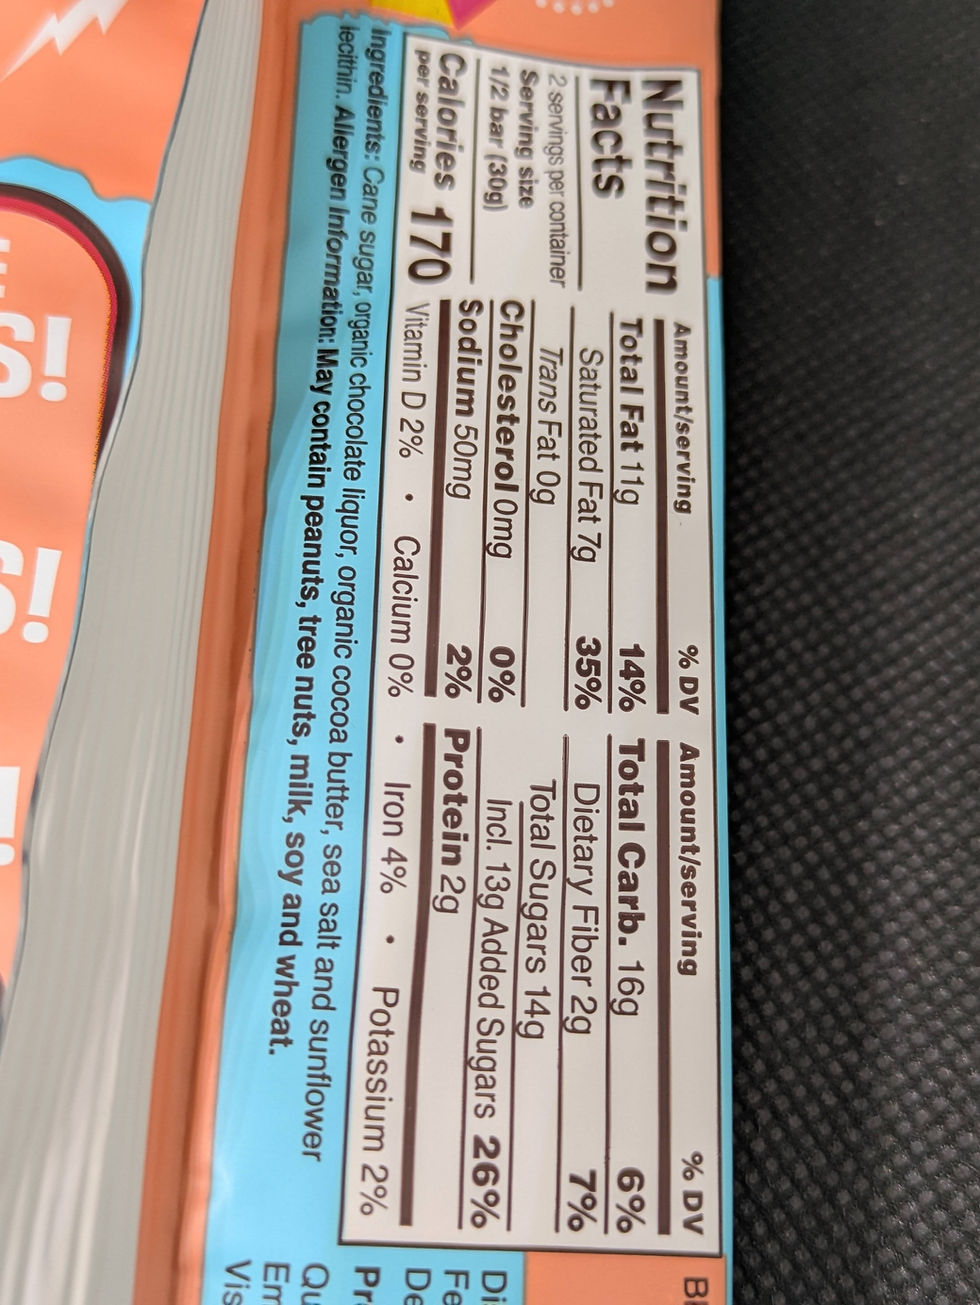 Nutrition
Facts
2 servings per container
Serving size
1/2 bar (30g)
Calories 170
per serving
Amount/serving % DV
Total Fat 11g 14%
Saturated Fat 7g 35%
Trans Fat 0g
Cholesterol 0mg 0%
Sodium 50mg 2%
Amount/serving % DV
Total Carb. 16g 6%
Dietary Fiber 2g 7%
Total Sugars 14g
Incl. 13g Added Sugars 26%
Protein 2g
Vitamin D 2% • Calcium 0% • Iron 4% • Potassium 2%
Ingredients: Cane sugar, organic chocolate liquor, organic cocoa butter, sea salt and sunflower
lecithin. Allergen Information: May contain peanuts, tree nuts, milk, soy and wheat.